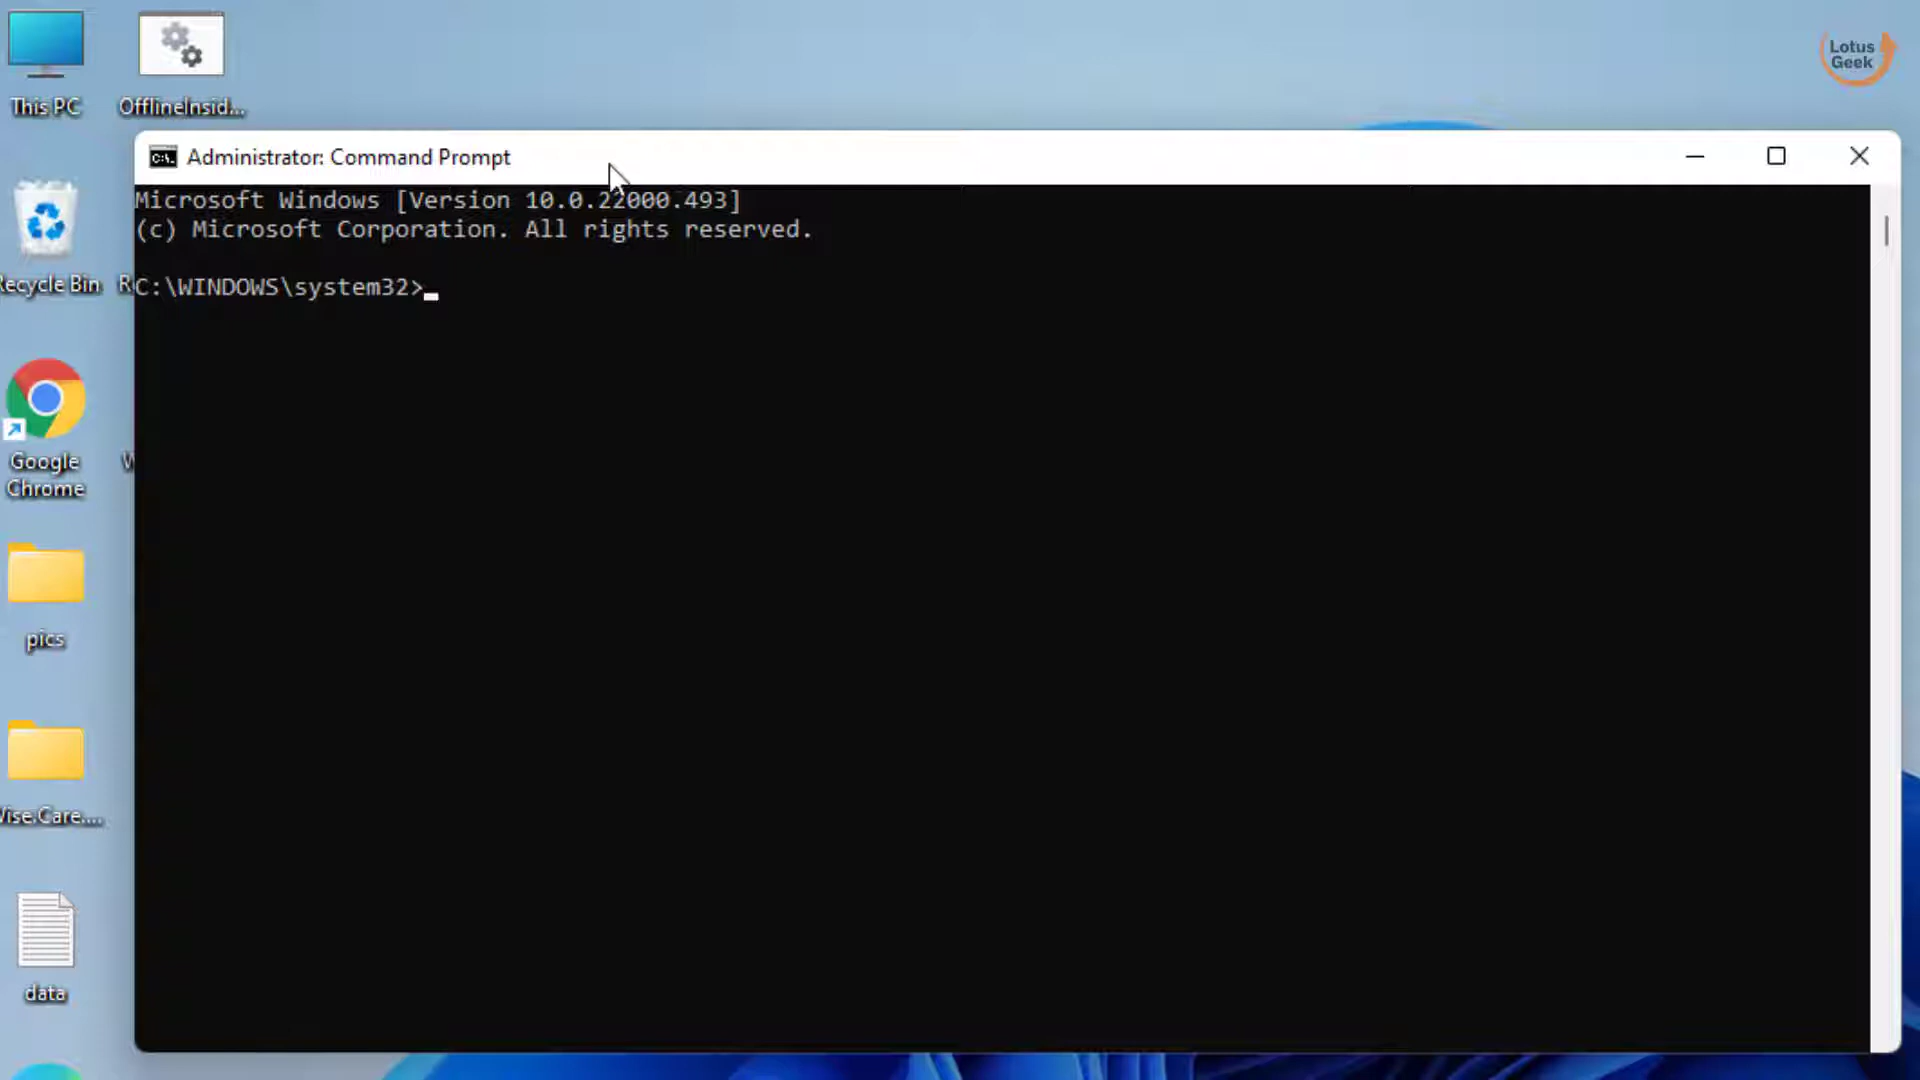 This PC
OfflineInsid...
Lotus
Geek
Administrator: Command Prompt
Microsoft Windows [Version 10.0.22000.493]
(c) Microsoft Corporation. All rights reserved.
C:\WINDOWS\system32>
Recycle Bin
R
Google
Chrome
W
pics
Wise.Care....
data